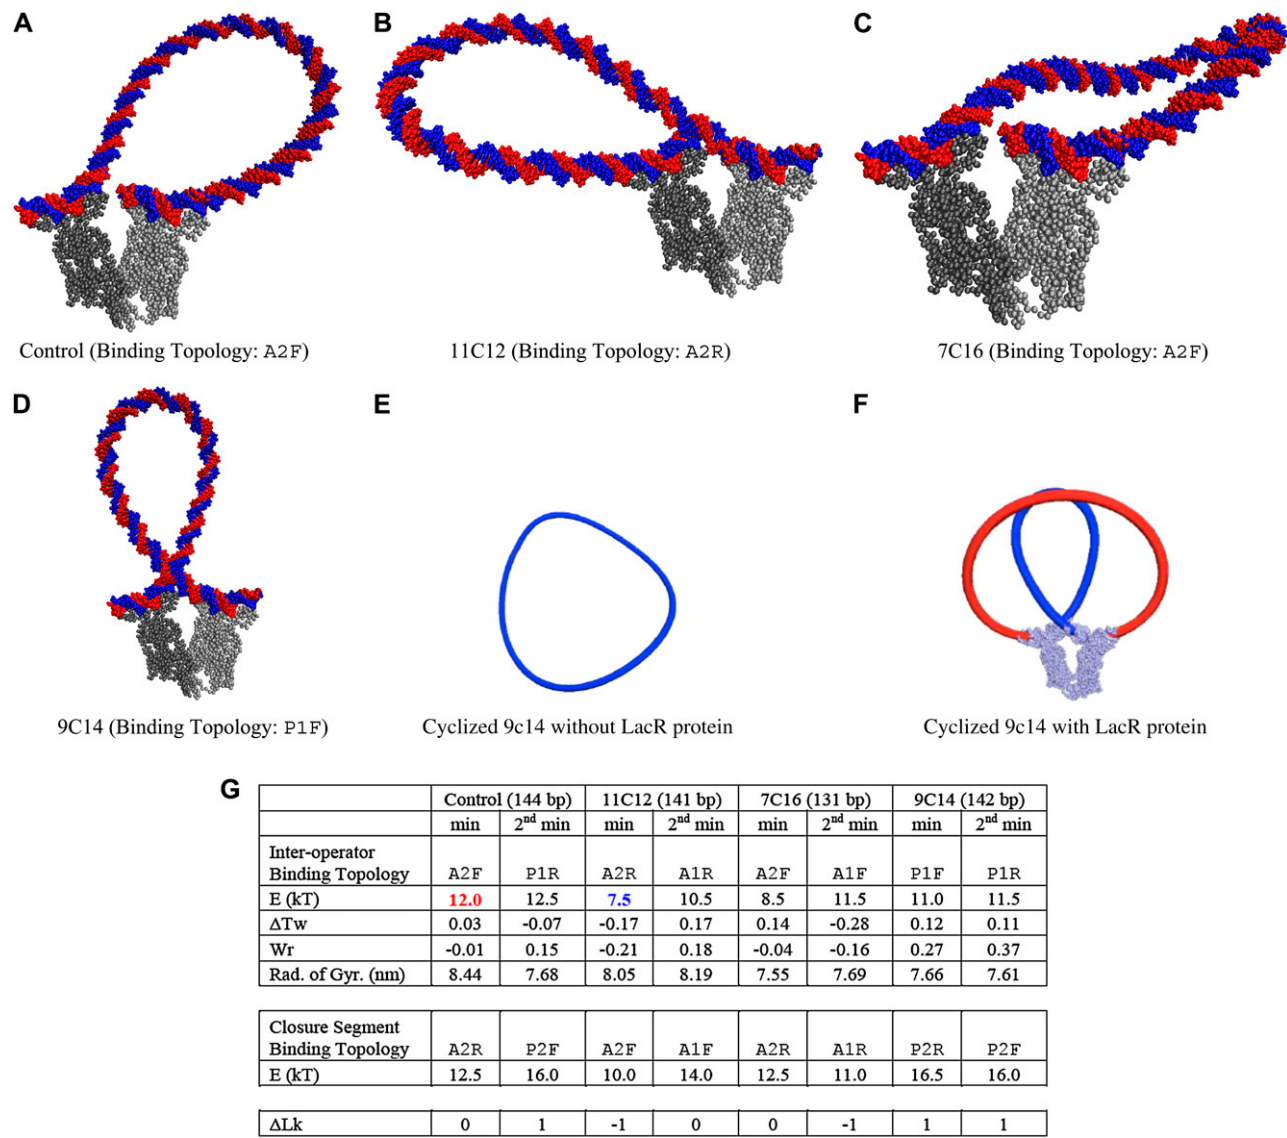 A
B
C
Control (Binding Topology: A2F)
11C12 (Binding Topology: A2R)
7C16 (Binding Topology: A2F)
D
E
F
9C14 (Binding Topology: P1F)
Cyclized 9c14 without LacR protein
Cyclized 9c14 with LacR protein
G
Control (144 bp) 11C12 (141 bp) 7C16 (131 bp) 9C14 (142 bp)
min 2nd min min 2nd min min 2nd min min 2nd min
Inter-operator
Binding Topology A2F P1R A2R A1R A2F A1F P1F P1R
E (kT) 12.0 12.5 7.5 10.5 8.5 11.5 11.0 11.5
ΔTw 0.03 -0.07 -0.17 0.17 0.14 -0.28 0.12 0.11
Wr -0.01 0.15 -0.21 0.18 -0.04 -0.16 0.27 0.37
Rad. of Gyr. (nm) 8.44 7.68 8.05 8.19 7.55 7.69 7.66 7.61
Closure Segment
Binding Topology A2R P2F A2F A1F A2R A1R P2R P2F
E (kT) 12.5 16.0 10.0 14.0 12.5 11.0 16.5 16.0
ΔLk 0 1 -1 0 0 -1 1 1